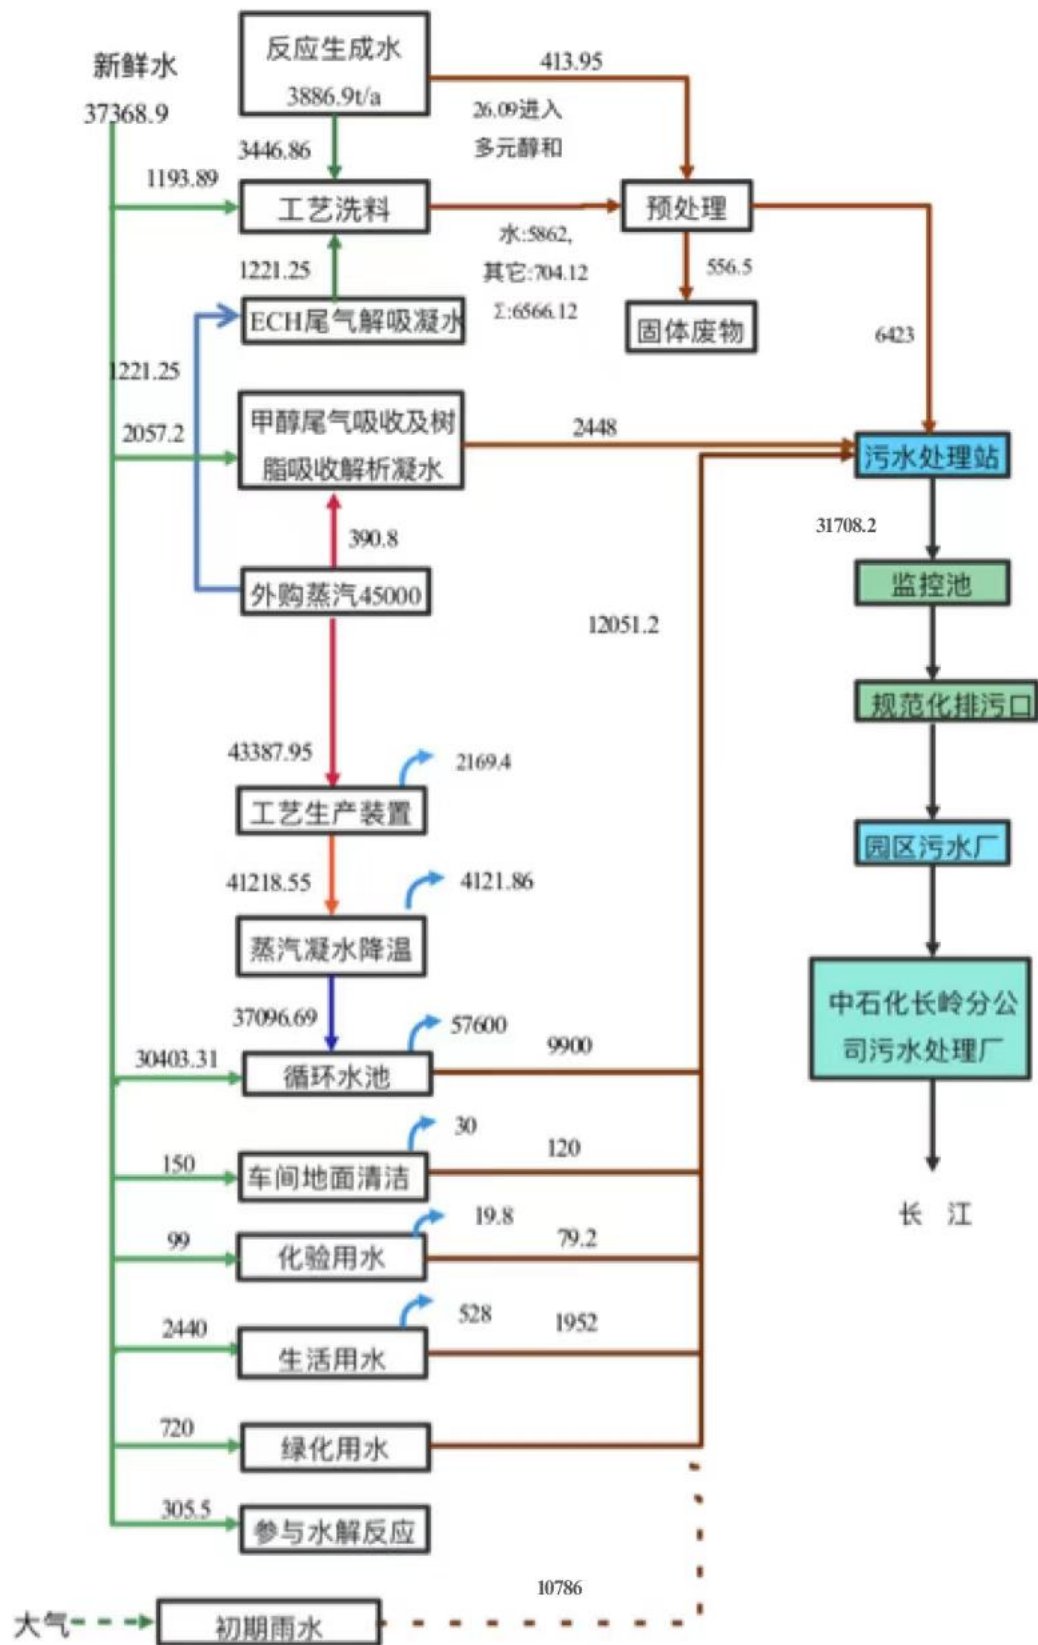 反应生成水
3886.9t/a
新鲜水
37368.9
413.95
26.09进入
多元醇和
3446.86
1193.89
工艺洗料
预处理
水:5862,
其它:704.12
Σ:6566.12
1221.25
556.5
ECH尾气解吸凝水
固体废物
6423
1221.25
2057.2
甲醇尾气吸收及树
脂吸收解析凝水
2448
污水处理站
31708.2
390.8
外购蒸汽45000
监控池
12051.2
规范化排污口
43387.95
2169.4
工艺生产装置
园区污水厂
41218.55
4121.86
蒸汽凝水降温
中石化长岭分公
司污水处理厂
37096.69
57600
9900
30403.31
循环水池
30
120
150
车间地面清洁
长 江
19.8
79.2
99
化验用水
528
1952
2440
生活用水
720
绿化用水
305.5
参与水解反应
10786
大气
初期雨水